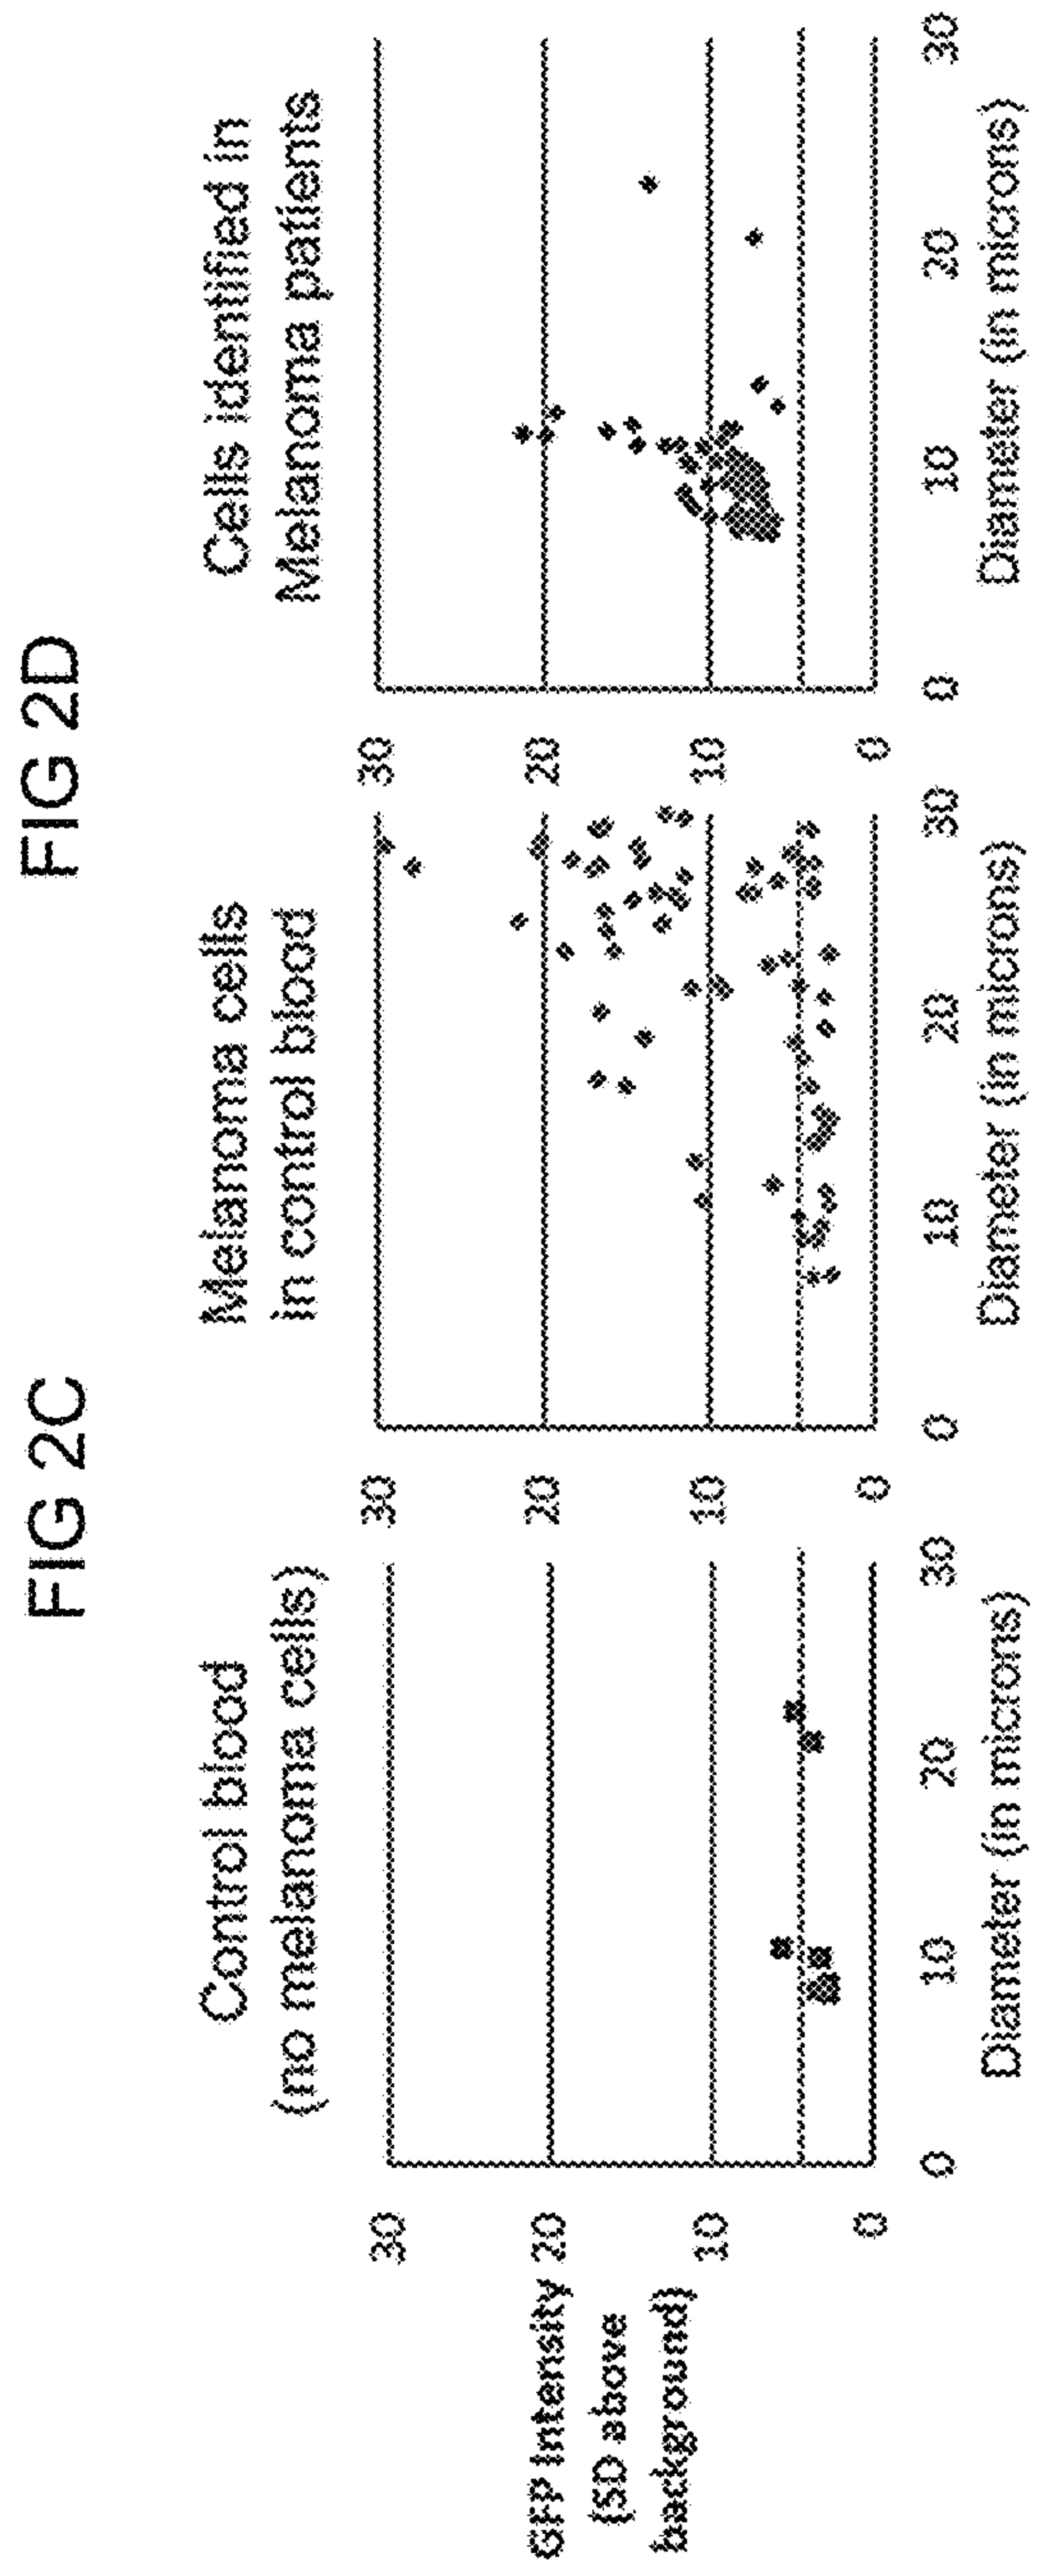 FIG 2C
FIG 2D
Control blood
(no melanoma cells)
Melanoma cells
in control blood
Cells identified in
Melanoma patients
GFP Intensity
(SD above
background)
30
20
10
0
0
10
20
30
Diameter (in microns)
30
20
10
0
0
10
20
30
Diameter (in microns)
30
20
10
0
0
10
20
30
Diameter (in microns)